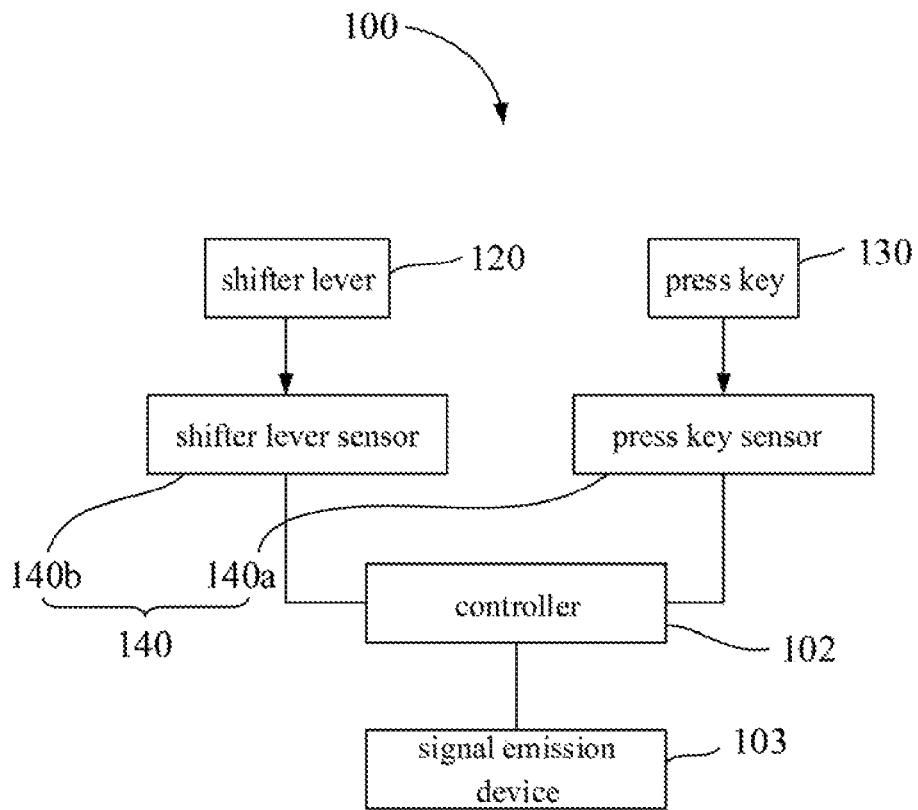 100
shifter lever
120
press key
130
shifter lever sensor
press key sensor
140b
140a
140
controller
102
signal emission
device
103